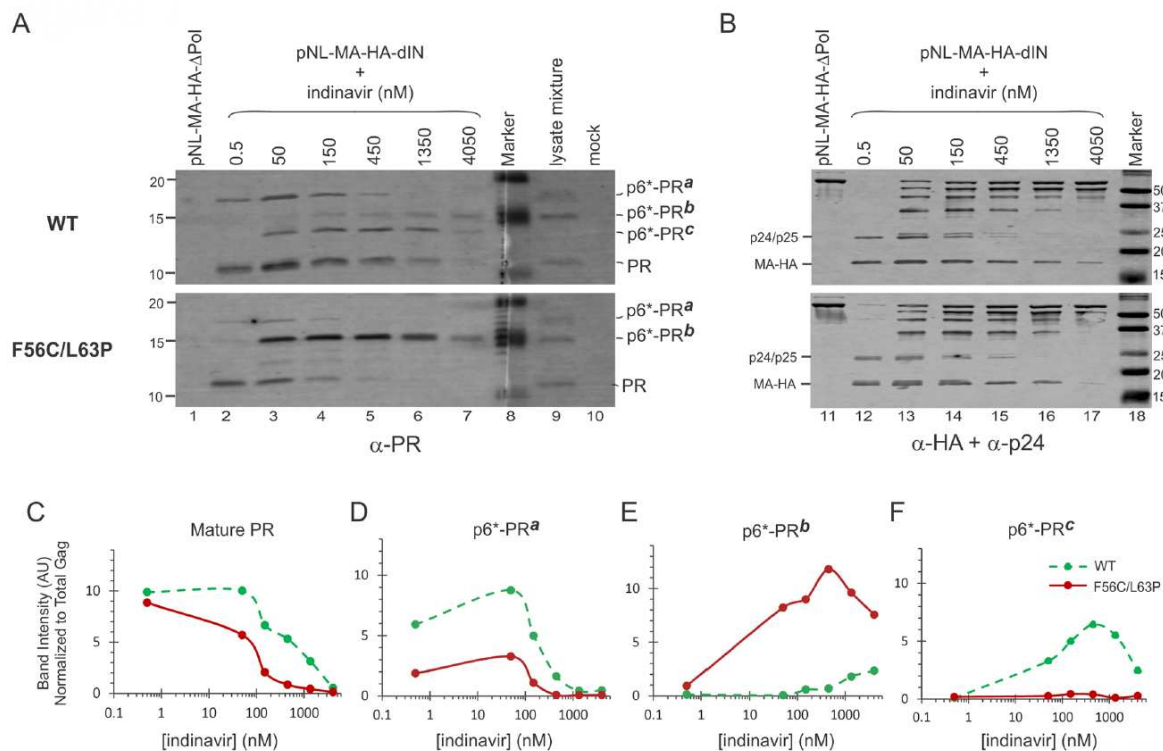 A
B
pNL-MA-HA-ΔPol
pNL-MA-HA-dIN
+
indinavir (nM)
0.5
50
150
450
1350
4050
Marker
lysate mixture
mock
pNL-MA-HA-ΔPol
pNL-MA-HA-dIN
+
indinavir (nM)
0.5
50
150
450
1350
4050
Marker
WT
20
15
10
p6*-PRa
p6*-PRb
p6*-PRc
PR
p24/p25
MA-HA
50
37
25
20
15
F56C/L63P
20
15
10
p6*-PRa
p6*-PRb
PR
p24/p25
MA-HA
50
37
25
20
15
1 2 3 4 5 6 7 8 9 10
11 12 13 14 15 16 17 18
α-PR
α-HA + α-p24
C
Mature PR
D
p6*-PRa
E
p6*-PRb
F
p6*-PRc
Band Intensity (AU)
Normalized to Total Gag
10
5
0
0.1 1 10 100 1000
[indinavir] (nM)
10
5
0
0.1 1 10 100 1000
[indinavir] (nM)
10
5
0
0.1 1 10 100 1000
[indinavir] (nM)
WT
F56C/L63P
10
5
0
0.1 1 10 100 1000
[indinavir] (nM)